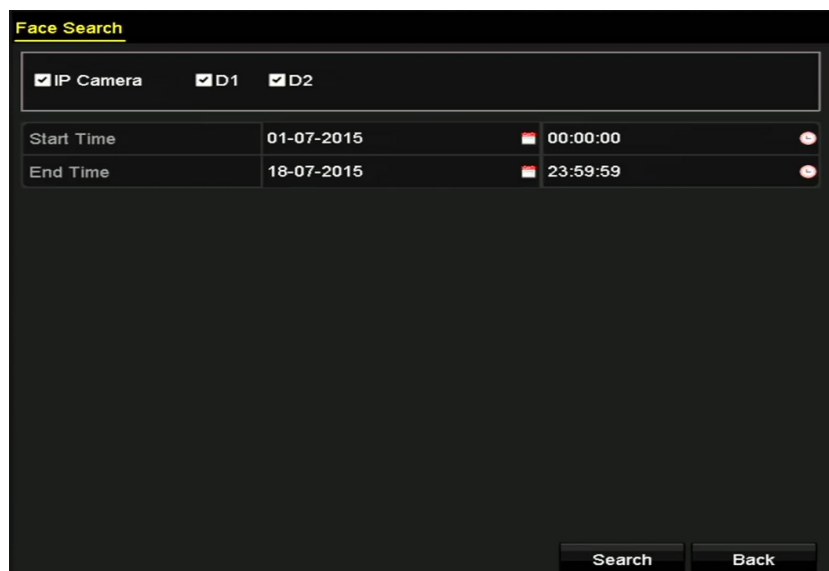 Face Search
IP Camera D1 D2
Start Time 01-07-2015 00:00:00
End Time 18-07-2015 23:59:59
Search Back